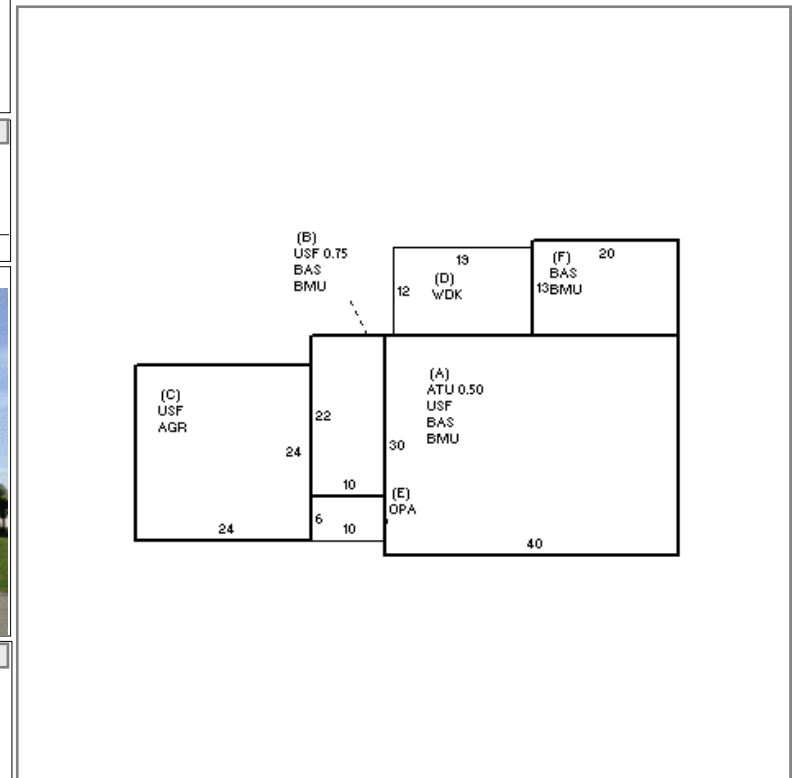 (B)
USF 0.75
BAS
BMU
19
(D)
WDK
12
20
(F)
BAS
13BMU
(C)
USF
AGR
24
24
22
10
6
10
(A)
ATU 0.50
USF
BAS
BMU
30
(E)
OPA
40